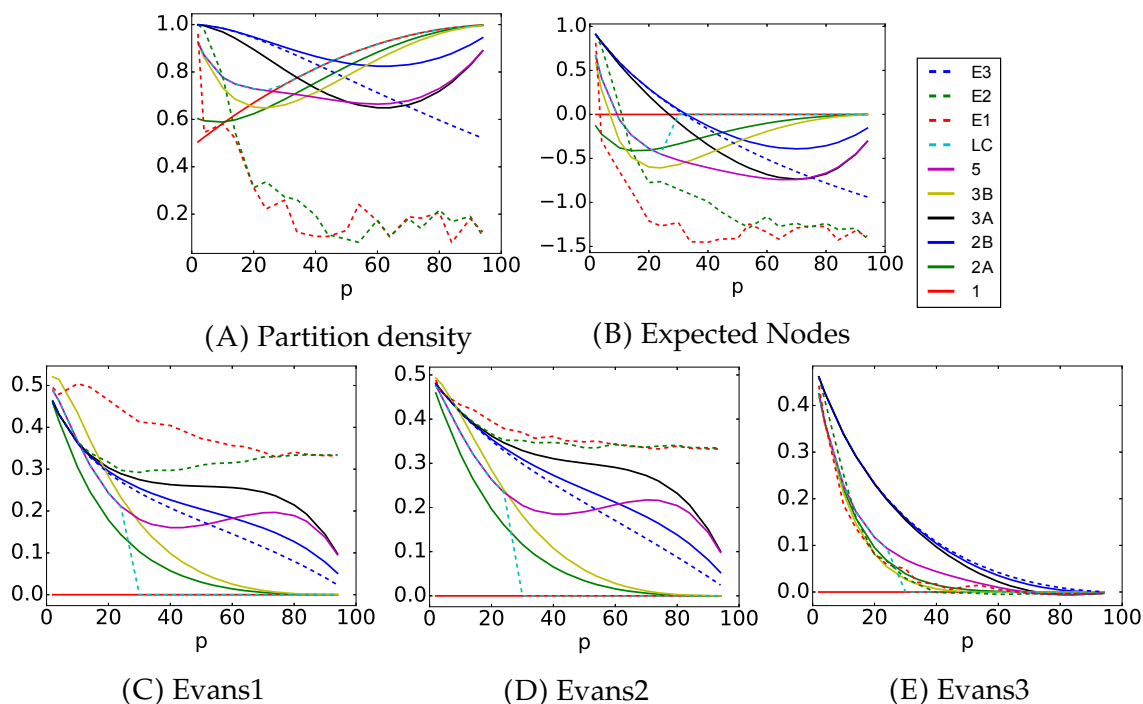 1.0
0.8
0.6
0.4
0.2
0 20 40 60 80 100
p
(A) Partition density
1.0
0.5
0.0
−0.5
−1.0
−1.5
0 20 40 60 80 100
p
(B) Expected Nodes
E3
E2
E1
LC
5
3B
3A
2B
2A
1
0.5
0.4
0.3
0.2
0.1
0.0
0 20 40 60 80 100
p
(C) Evans1
0.5
0.4
0.3
0.2
0.1
0.0
0 20 40 60 80 100
p
(D) Evans2
0.4
0.3
0.2
0.1
0.0
0 20 40 60 80 100
p
(E) Evans3